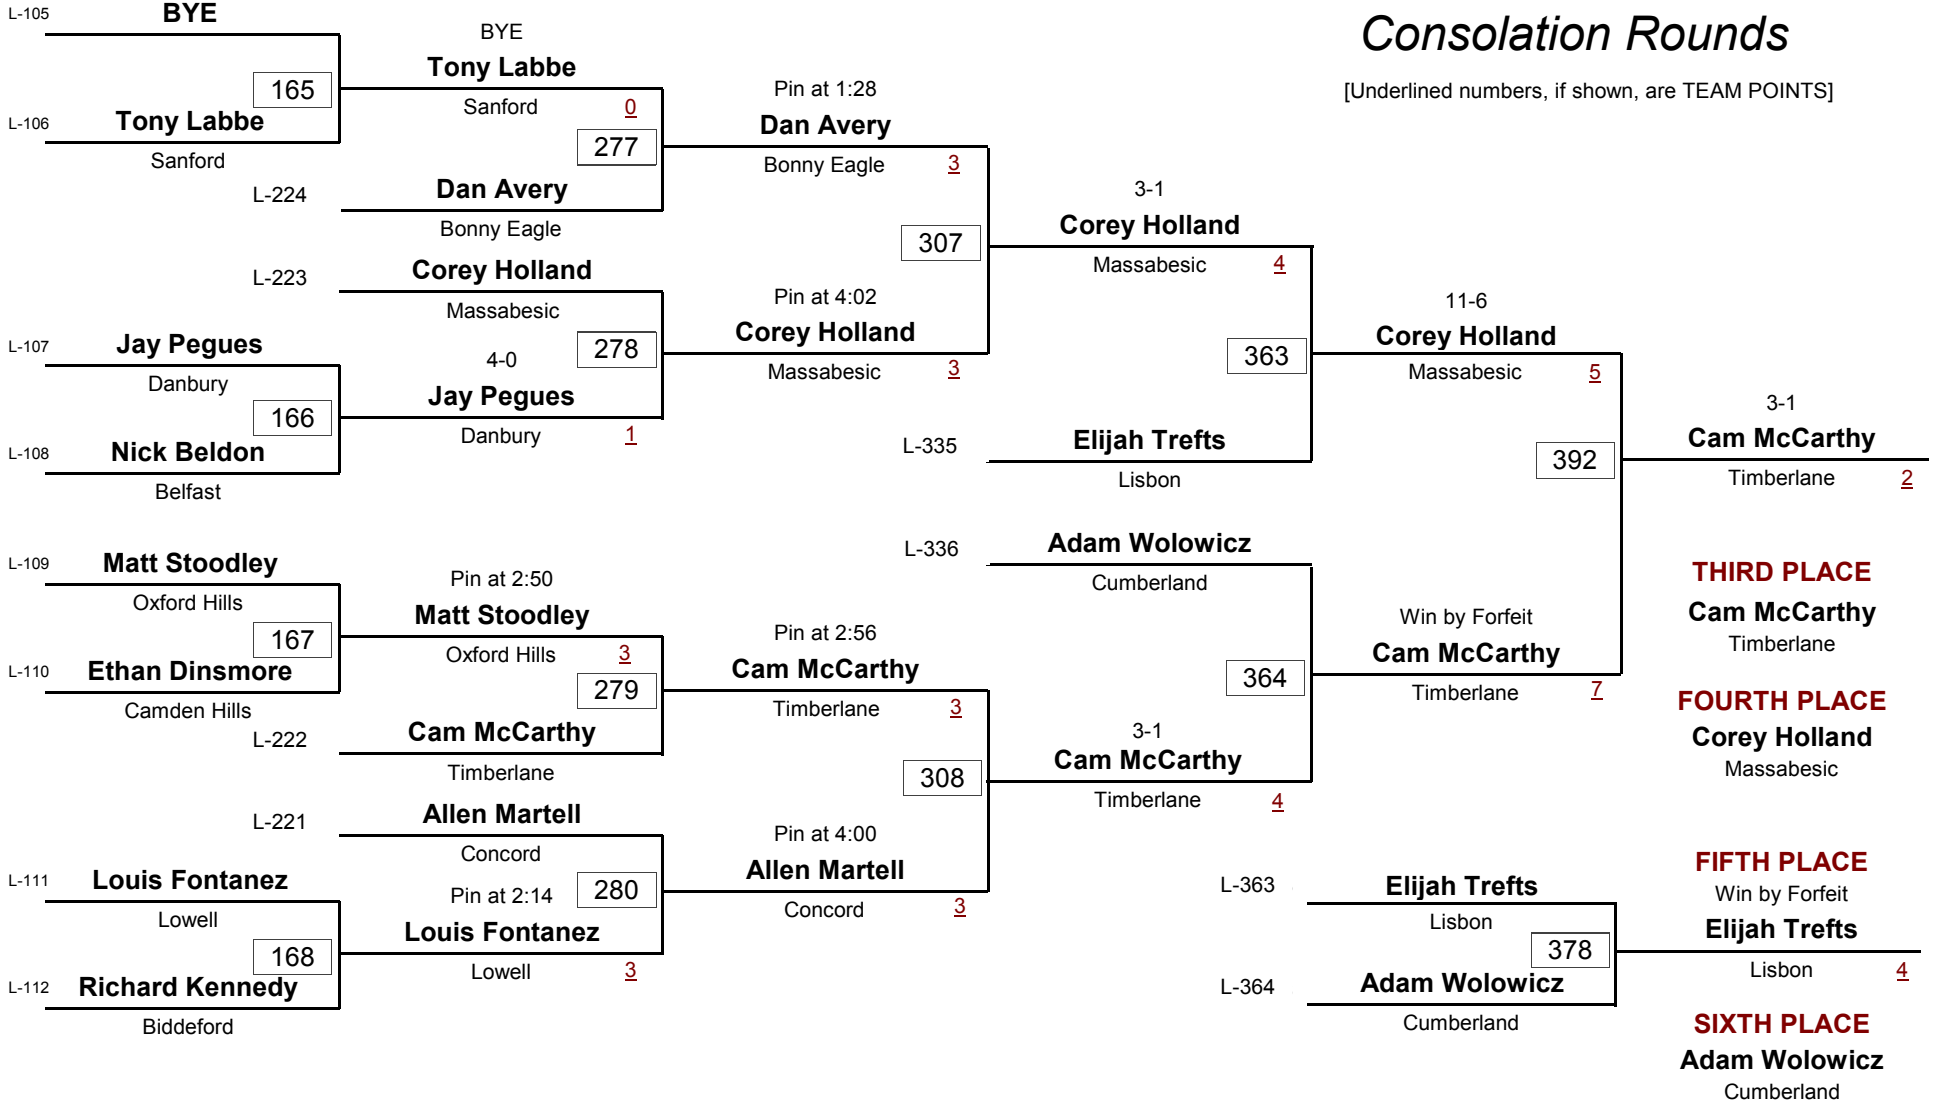 Consolation Rounds
[Underlined numbers, if shown, are TEAM POINTS]
L-105
BYE
165
L-106
Tony Labbe
Sanford
L-107
Jay Pegues
Danbury
166
L-108
Nick Beldon
Belfast
L-109
Matt Stoodley
Oxford Hills
167
L-110
Ethan Dinsmore
Camden Hills
L-111
Louis Fontanez
Lowell
168
L-112
Richard Kennedy
Biddeford
BYE
Tony Labbe
Sanford
0
277
L-224
Dan Avery
Bonny Eagle
L-223
Corey Holland
Massabesic
278
4-0
Jay Pegues
Danbury
1
Pin at 2:50
Matt Stoodley
Oxford Hills
3
279
L-222
Cam McCarthy
Timberlane
L-221
Allen Martell
Concord
280
Pin at 2:14
Louis Fontanez
Lowell
3
Pin at 1:28
Dan Avery
Bonny Eagle
3
307
Pin at 4:02
Corey Holland
Massabesic
3
Pin at 2:56
Cam McCarthy
Timberlane
3
308
Pin at 4:00
Allen Martell
Concord
3
3-1
Corey Holland
Massabesic
4
363
L-335
Elijah Trefts
Lisbon
L-336
Adam Wolowicz
Cumberland
364
3-1
Cam McCarthy
Timberlane
4
11-6
Corey Holland
Massabesic
5
392
Win by Forfeit
Cam McCarthy
Timberlane
7
3-1
Cam McCarthy
Timberlane
2
THIRD PLACE
Cam McCarthy
Timberlane
FOURTH PLACE
Corey Holland
Massabesic
L-363
Elijah Trefts
Lisbon
378
L-364
Adam Wolowicz
Cumberland
FIFTH PLACE
Win by Forfeit
Elijah Trefts
Lisbon
4
SIXTH PLACE
Adam Wolowicz
Cumberland